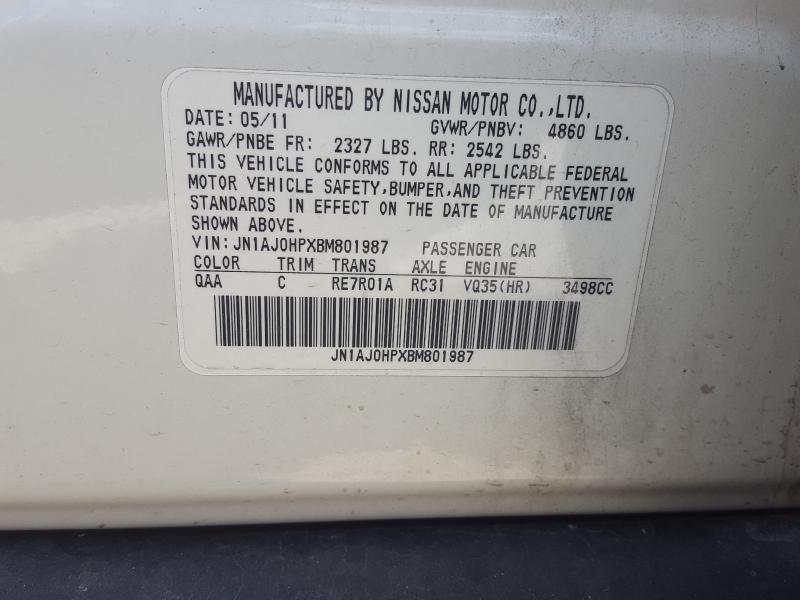 MANUFACTURED BY NISSAN MOTOR CO.,LTD.
DATE: 05/11 GVWR/PNBV: 4860 LBS.
GAWR/PNBE FR: 2327 LBS. RR: 2542 LBS.
THIS VEHICLE CONFORMS TO ALL APPLICABLE FEDERAL
MOTOR VEHICLE SAFETY,BUMPER,AND THEFT PREVENTION
STANDARDS IN EFFECT ON THE DATE OF MANUFACTURE
SHOWN ABOVE.
VIN: JN1AJ0HPXBM801987 PASSENGER CAR
COLOR TRIM TRANS AXLE ENGINE
QAA C RE7R01A RC31 VQ35(HR) 3498CC
JN1AJ0HPXBM801987